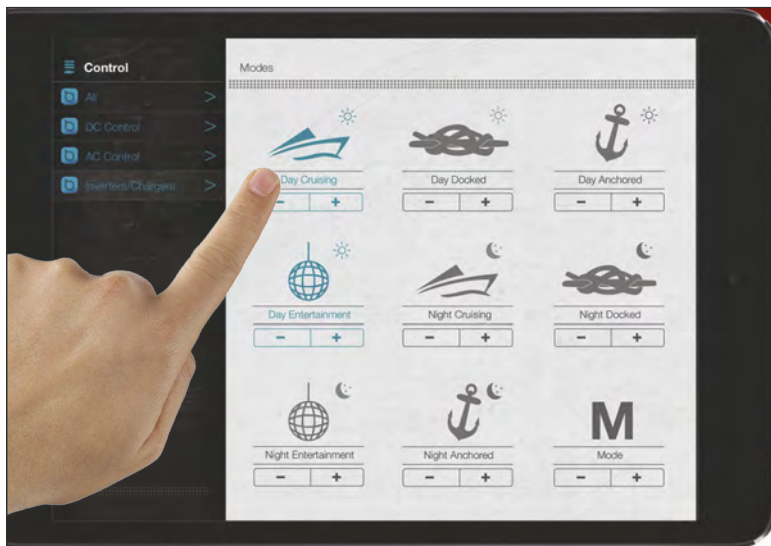 Control
All >
DC Control >
AC Control >
Inverters/Chargers >
Modes
Day Cruising
Day Docked
Day Anchored
- +
- +
- +
Day Entertainment
Night Cruising
Night Docked
- +
- +
- +
M
Night Entertainment
Night Anchored
Mode
- +
- +
- +